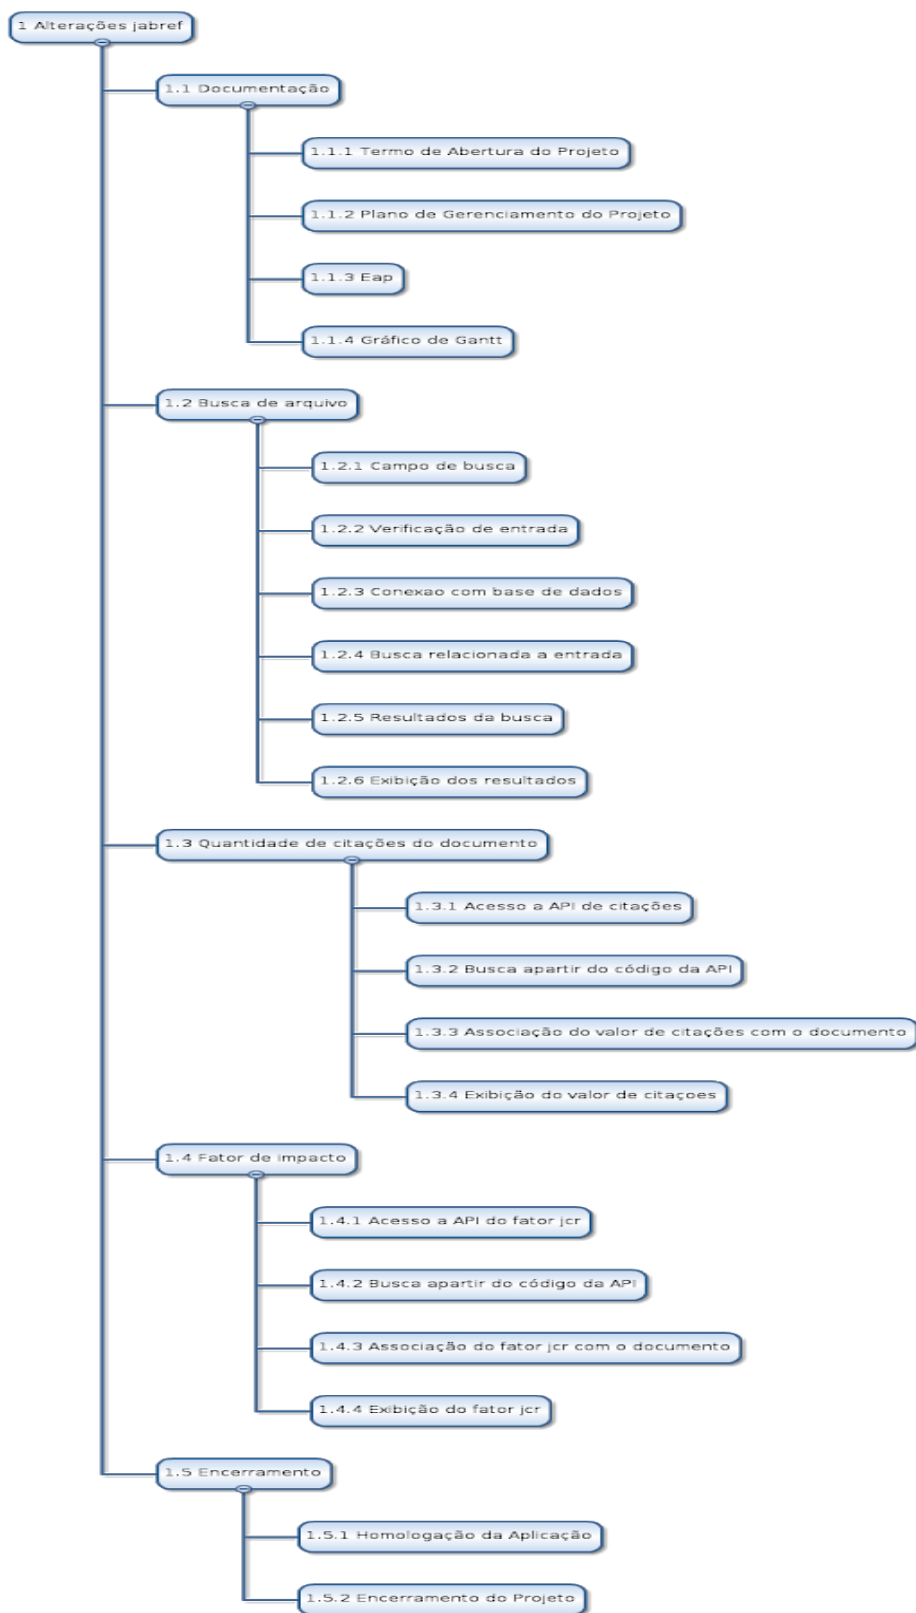 1 Alterações jabref
1.1 Documentação
1.1.1 Termo de Abertura do Projeto
1.1.2 Plano de Gerenciamento do Projeto
1.1.3 Eap
1.1.4 Gráfico de Gantt
1.2 Busca de arquivo
1.2.1 Campo de busca
1.2.2 Verificação de entrada
1.2.3 Conexao com base de dados
1.2.4 Busca relacionada a entrada
1.2.5 Resultados da busca
1.2.6 Exibição dos resultados
1.3 Quantidade de citações do documento
1.3.1 Acesso a API de citações
1.3.2 Busca apartir do código da API
1.3.3 Associação do valor de citações com o documento
1.3.4 Exibição do valor de citaçoes
1.4 Fator de impacto
1.4.1 Acesso a API do fator jcr
1.4.2 Busca apartir do código da API
1.4.3 Associação do fator jcr com o documento
1.4.4 Exibição do fator jcr
1.5 Encerramento
1.5.1 Homologação da Aplicação
1.5.2 Encerramento do Projeto